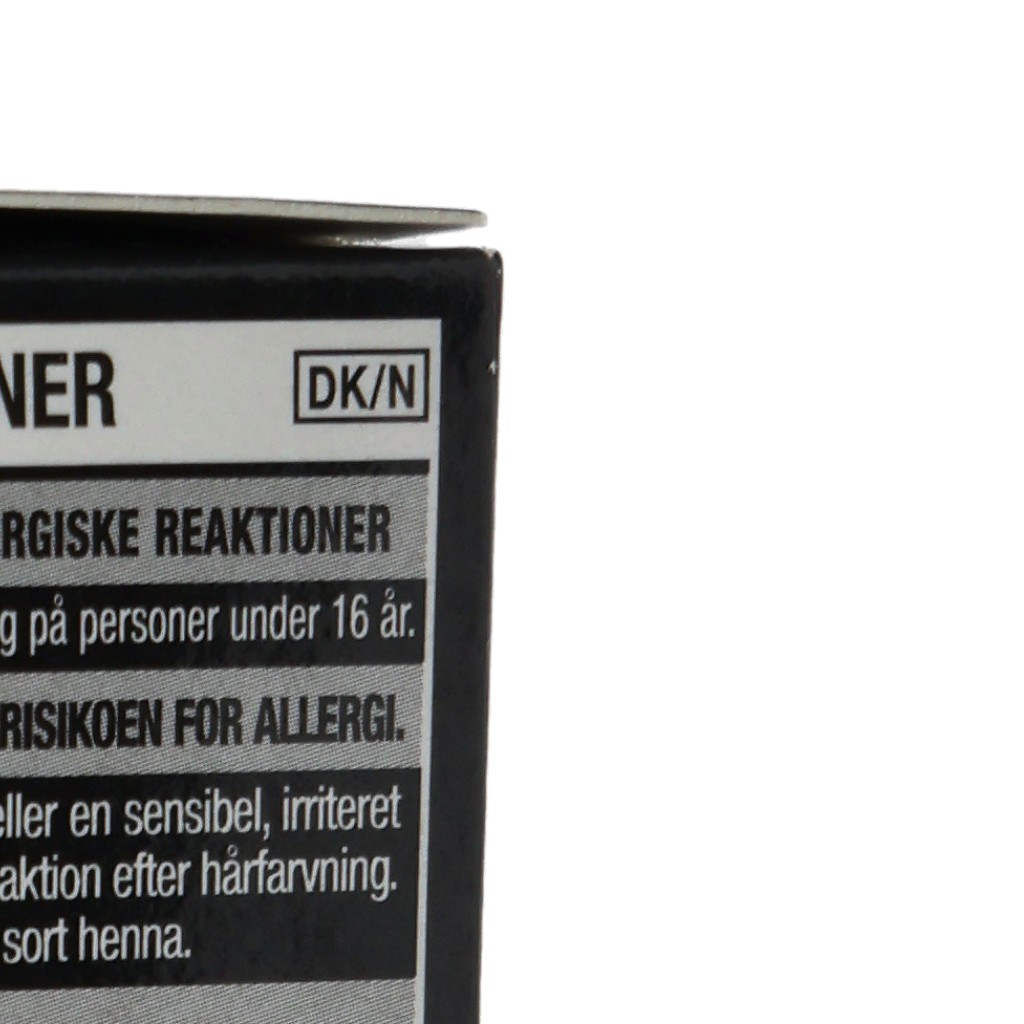 NER DK/N
RGISKE REAKTIONER
g på personer under 16 år.
RISIKOEN FOR ALLERGI.
eller en sensibel, irriteret
aktion efter hårfarvning.
sort henna.